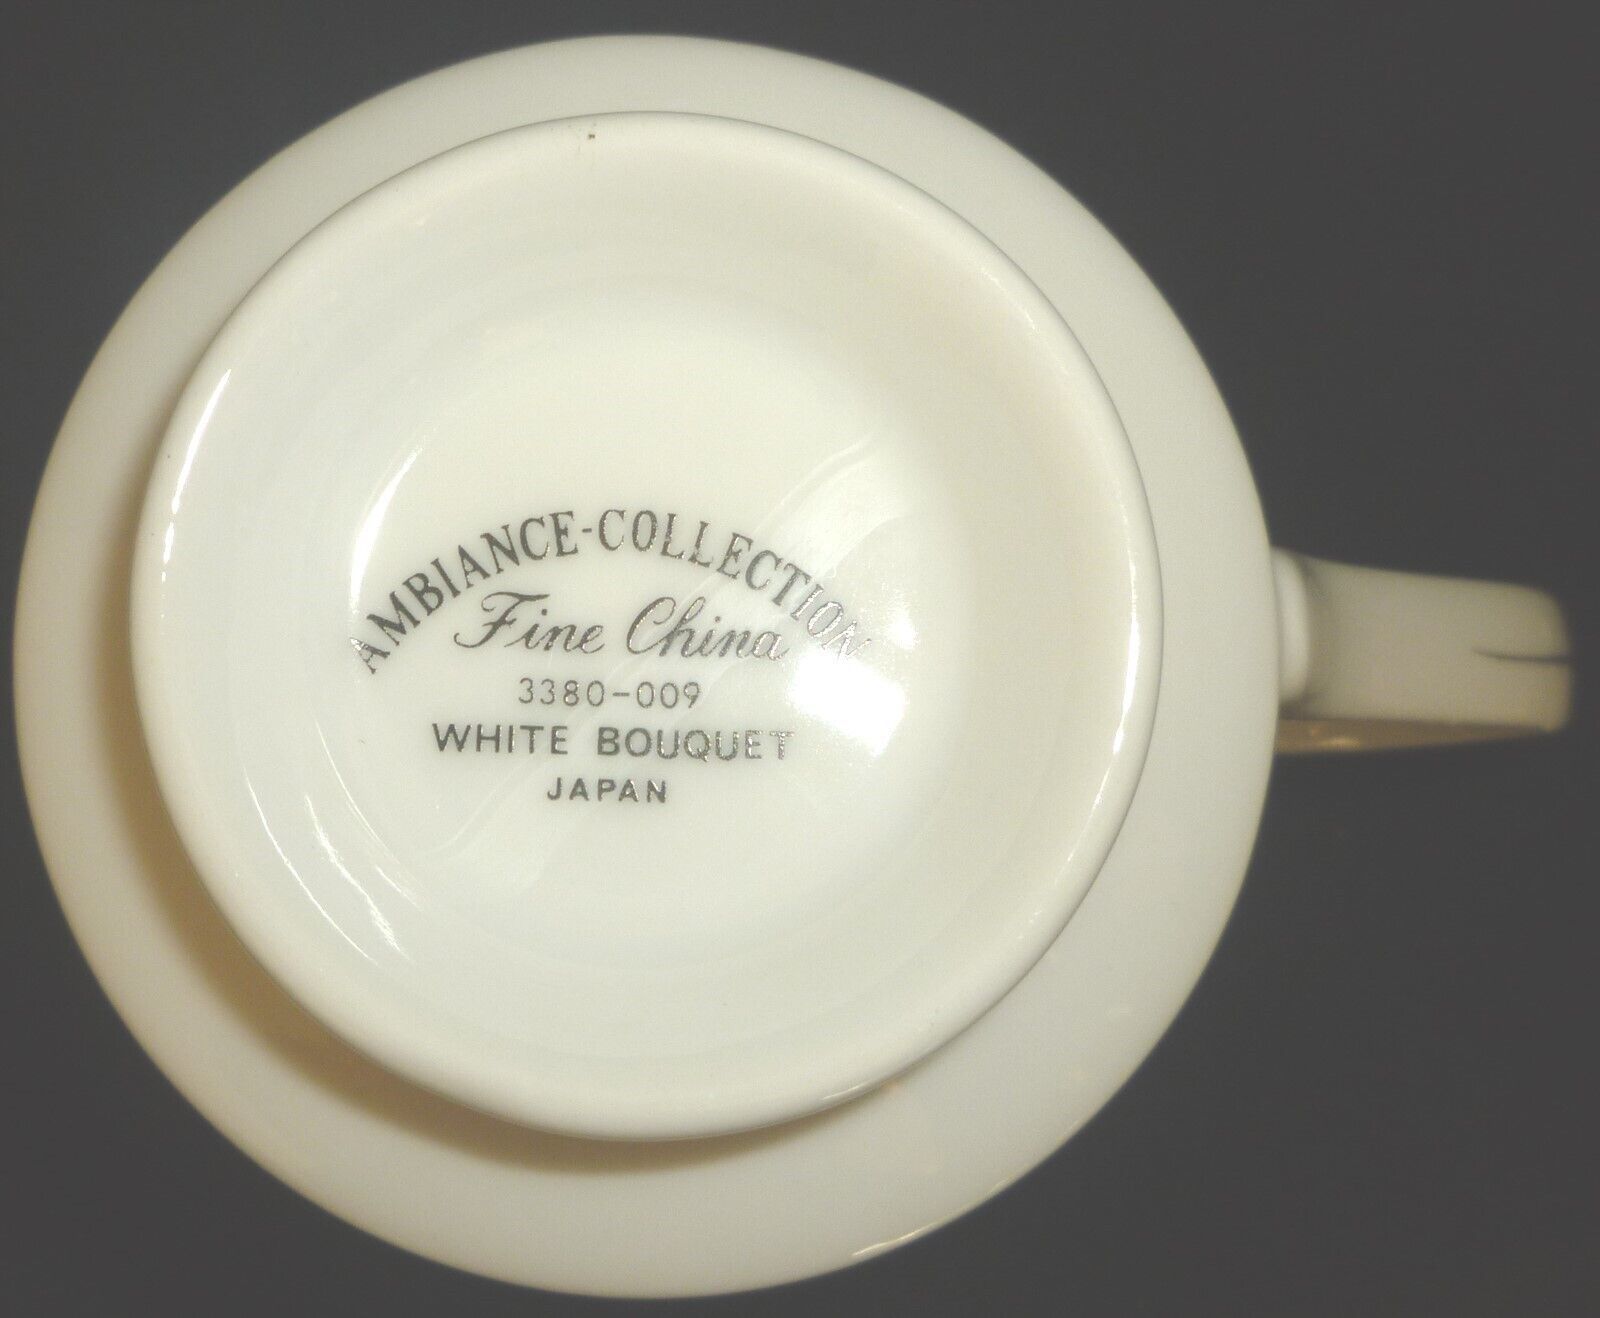 AMBIANCE-COLLECTION
Fine China
3380-009
WHITE BOUQUET
JAPAN